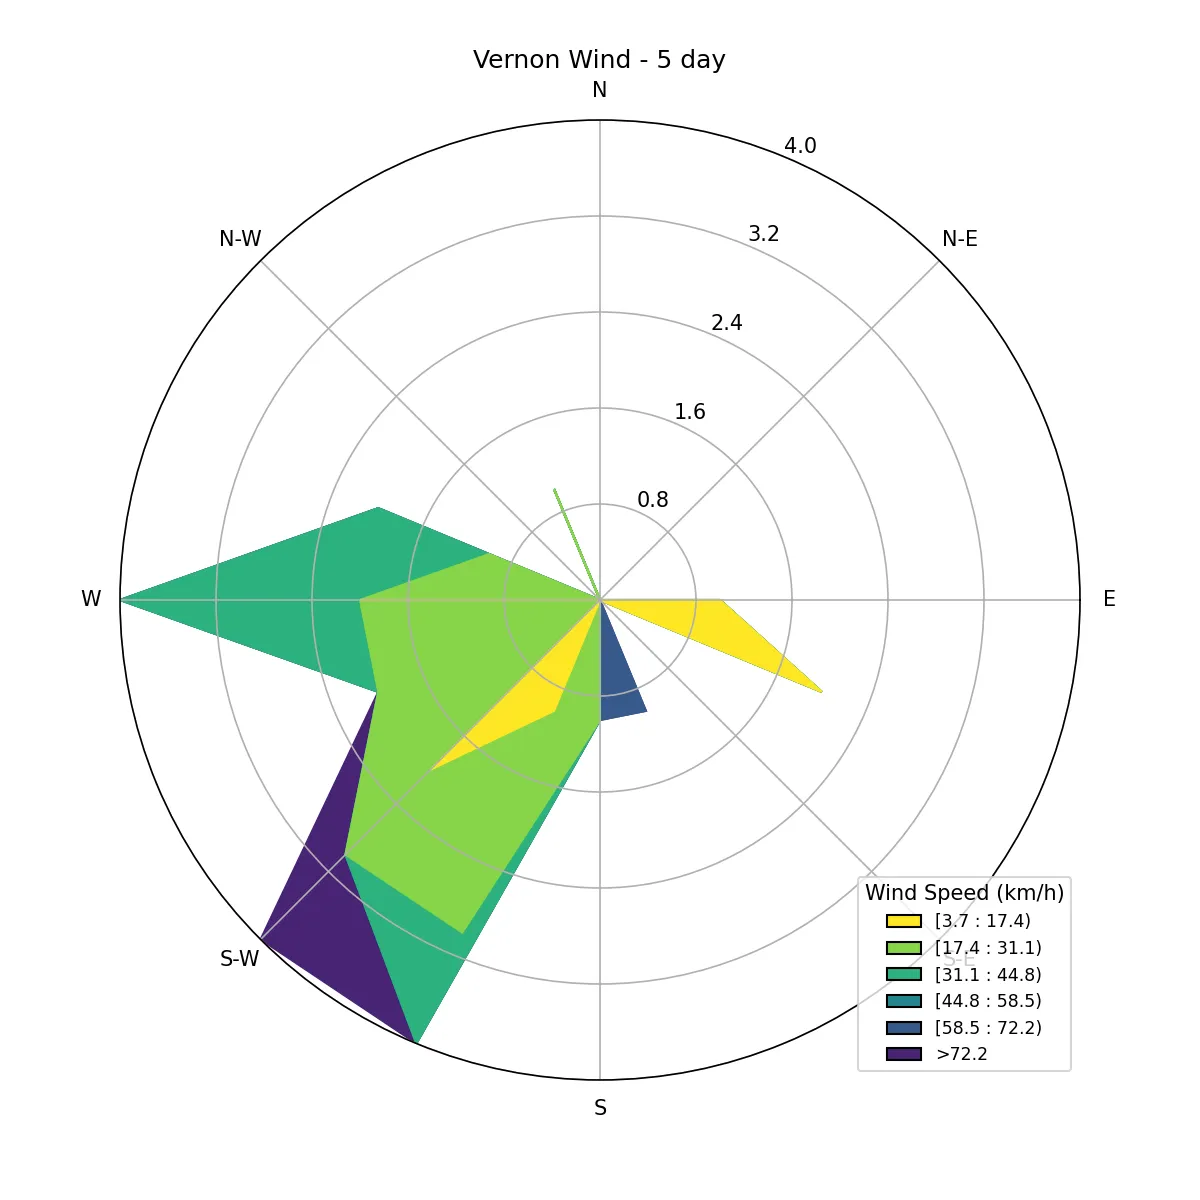 Vernon Wind - 5 day
N
4.0
N-W
3.2
N-E
2.4
1.6
0.8
W
E
Wind Speed (km/h)
[3.7 : 17.4)
[17.4 : 31.1)
S-W
S-E
[31.1 : 44.8)
[44.8 : 58.5)
[58.5 : 72.2)
>72.2
S